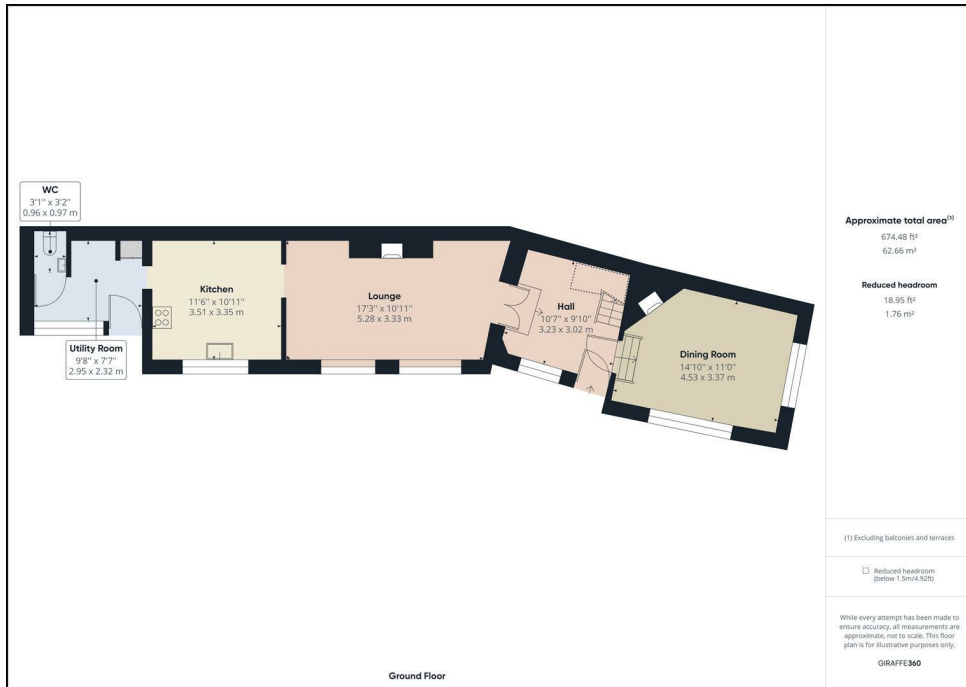 WC
3'1" x 3'2"
0.96 x 0.97 m
Kitchen
11'6" x 10'11"
3.51 x 3.35 m
Lounge
17'3" x 10'11"
5.28 x 3.33 m
Hall
10'7" x 9'10"
3.23 x 3.02 m
Utility Room
9'8" x 7'7"
2.95 x 2.32 m
Dining Room
14'10" x 11'0"
4.53 x 3.37 m
Ground Floor
Approximate total area(1)
674.48 ft²
62.66 m²
Reduced headroom
18.95 ft²
1.76 m²
(1) Excluding balconies and terraces
Reduced headroom
(below 1.5m/4.92ft)
While every attempt has been made to
ensure accuracy, all measurements are
approximate, not to scale. This floor
plan is for illustrative purposes only.
GIRAFFE360